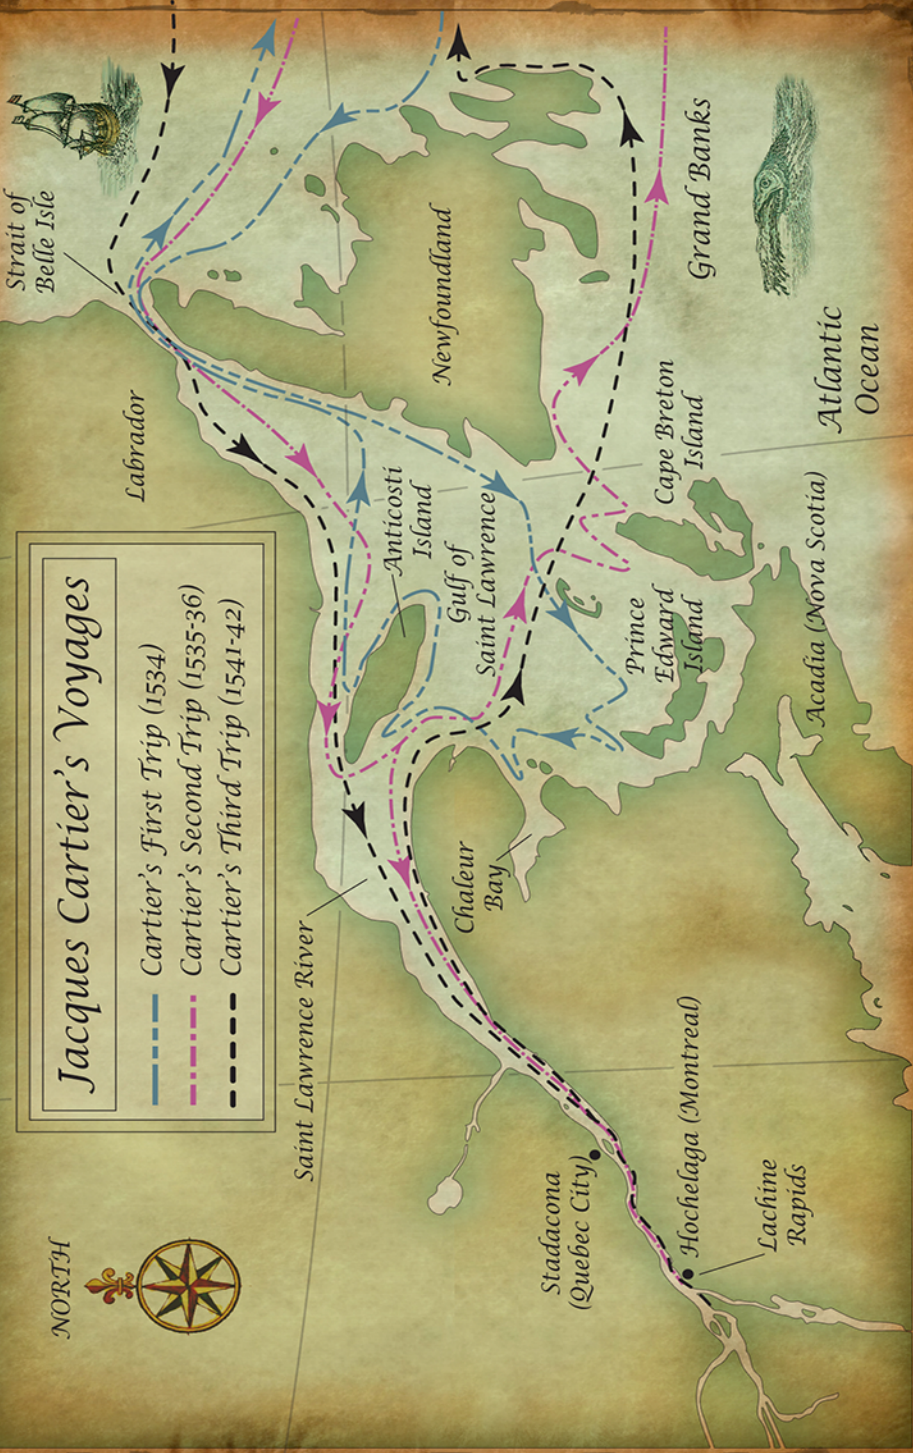 Jacques Cartier's Voyages
Cartier's First Trip (1534)
Cartier's Second Trip (1535-36)
Cartier's Third Trip (1541-42)
NORTH
Saint Lawrence River
Labrador
Strait of
Belle Isle
Anticosti
Island
Gulf of
Saint Lawrence
Newfoundland
Stadacona
(Quebec City)
Chaleur
Bay
Prince
Edward
Island
Cape Breton
Island
Grand Banks
Hochelaga (Montreal)
Lachine
Rapids
Acadia (Nova Scotia)
Atlantic
Ocean